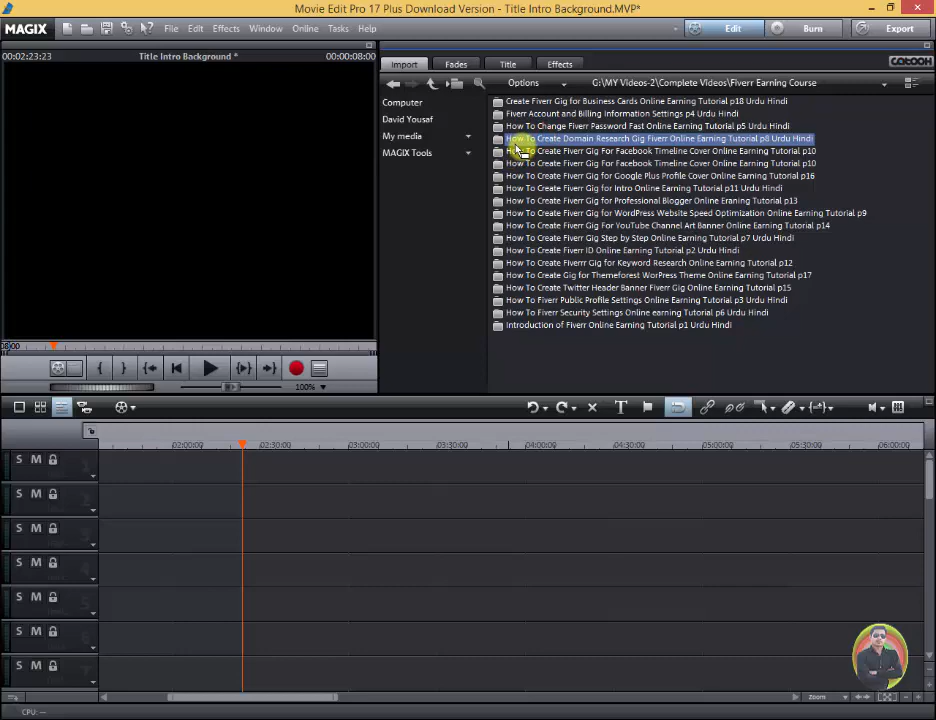 Movie Edit Pro 17 Plus Download Version - Title Intro Background.MVP*
MAGIX File Edit Effects Window Online Tasks Help Edit Burn Export
00:02:23:23 Title Intro Background * 00:00:08:00
Import Fades Title Effects CATOOH
Options G:\MY Videos-2\Complete Videos\Fiverr Earning Course
Computer
David Yousaf
My media
MAGIX Tools
Create Fiverr Gig for Business Cards Online Earning Tutorial p18 Urdu Hindi
Fiverr Account and Billing Information Settings p4 Urdu Hindi
How To Change Fiverr Password Fast Online Earning Tutorial p5 Urdu Hindi
How To Create Domain Research Gig Fiverr Online Earning Tutorial p8 Urdu Hindi
How To Create Fiverr Gig For Facebook Timeline Cover Online Earning Tutorial p10
How To Create Fiverr Gig For Facebook Timeline Cover Online Earning Tutorial p10
How To Create Fiverr Gig for Google Plus Profile Cover Online Earning Tutorial p16
How To Create Fiverr Gig for Intro Online Earning Tutorial p11 Urdu Hindi
How To Create Fiverr Gig for Professional Blogger Online Eraning Tutorial p13
How To Create Fiverr Gig for WordPress Website Speed Optimization Online Earning Tutorial p9
How To Create Fiverr Gig For YouTube Channel Art Banner Online Earning Tutorial p14
How To Create Fiverr Gig Step by Step Online Earning Tutorial p7 Urdu Hindi
How To Create Fiverr ID Online Earning Tutorial p2 Urdu Hindi
How To Create Fiverrr Gig for Keyword Research Online Earning Tutorial p12
How To Create Gig for Themeforest WorPress Theme Online Earning Tutorial p17
How To Create Twitter Header Banner Fiverr Gig Online Earning Tutorial p15
How To Fiverr Public Profile Settings Online Earning Tutorial p3 Urdu Hindi
How To Fiverr Security Settings Online earning Tutorial p6 Urdu Hindi
Introduction of Fiverr Online Earning Tutorial p1 Urdu Hindi
100%
02:00:00 02:30:00 03:00:00 03:30:00 04:00:00 04:30:00 05:00:00 05:30:00 06:00:00
S M
S M
S M
S M
S M
S M
S M
Zoom
CPU: --